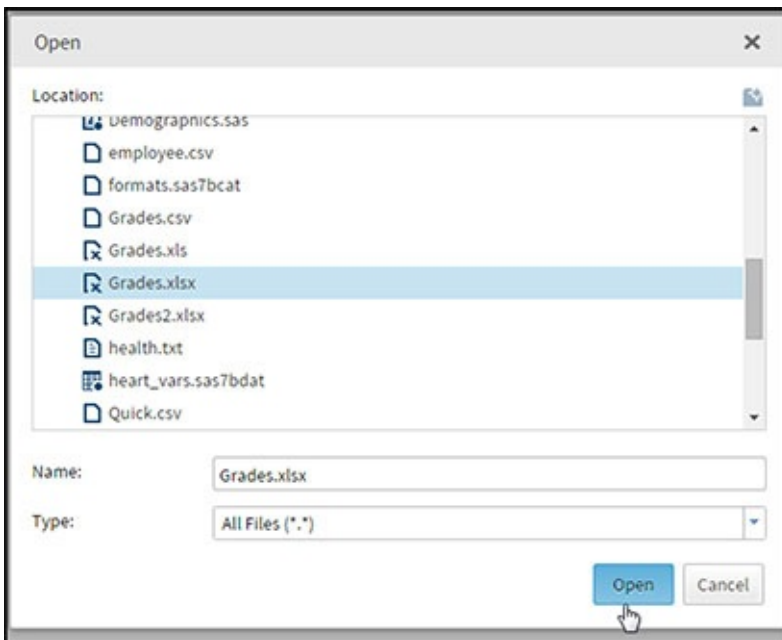 Open
Location:
Demographics.sas
employee.csv
formats.sas7bcat
Grades.csv
Grades.xls
Grades.xlsx
Grades2.xlsx
health.txt
heart_vars.sas7bdat
Quick.csv
Name: Grades.xlsx
Type: All Files (*.*)
Open Cancel